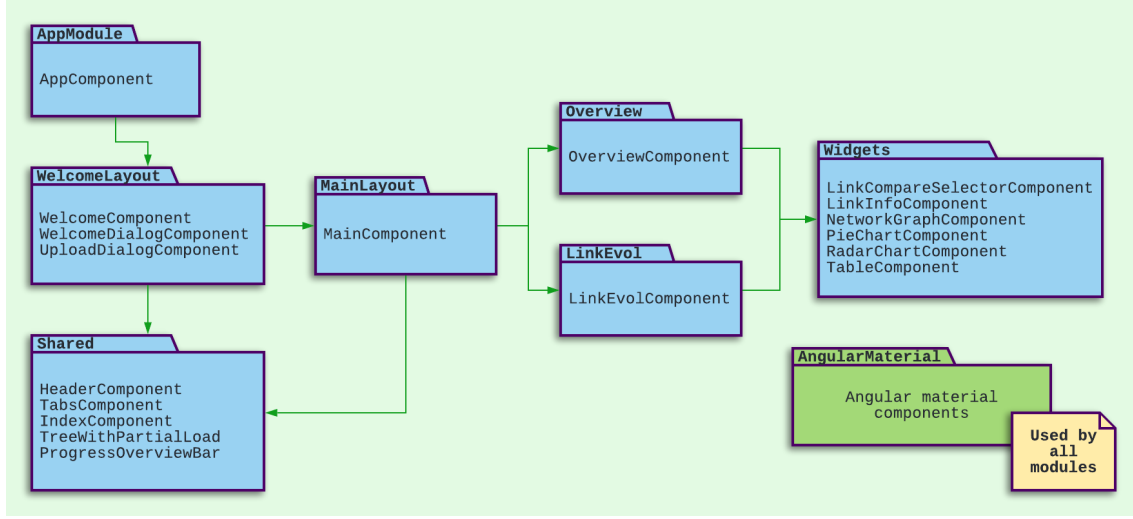 AppModule
AppComponent
WelcomeLayout
WelcomeComponent
WelcomeDialogComponent
UploadDialogComponent
Shared
HeaderComponent
TabsComponent
IndexComponent
TreeWithPartialLoad
ProgressOverviewBar
MainLayout
MainComponent
Overview
OverviewComponent
LinkEvol
LinkEvolComponent
Widgets
LinkCompareSelectorComponent
LinkInfoComponent
NetworkGraphComponent
PieChartComponent
RadarChartComponent
TableComponent
AngularMaterial
Angular material
components
Used by
all
modules